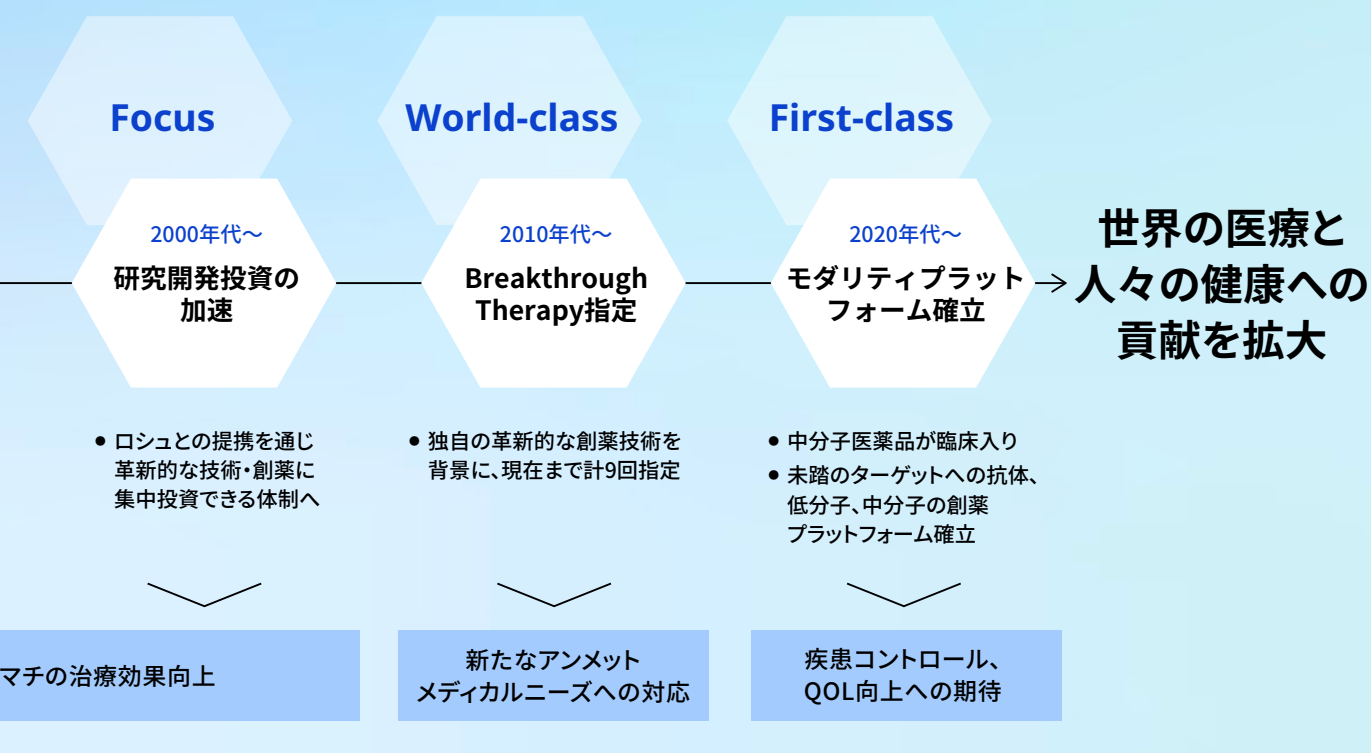 Focus
2000年代～
研究開発投資の
加速
● ロシュとの提携を通じ
革新的な技術・創薬に
集中投資できる体制へ
マチの治療効果向上
World-class
2010年代～
Breakthrough
Therapy指定
● 独自の革新的な創薬技術を
背景に、現在まで計9回指定
新たなアンメット
メディカルニーズへの対応
First-class
2020年代～
モダリティプラット
フォーム確立
● 中分子医薬品が臨床入り
● 未踏のターゲットへの抗体、
低分子、中分子の創薬
プラットフォーム確立
疾患コントロール、
QOL向上への期待
世界の医療と
人々の健康への
貢献を拡大